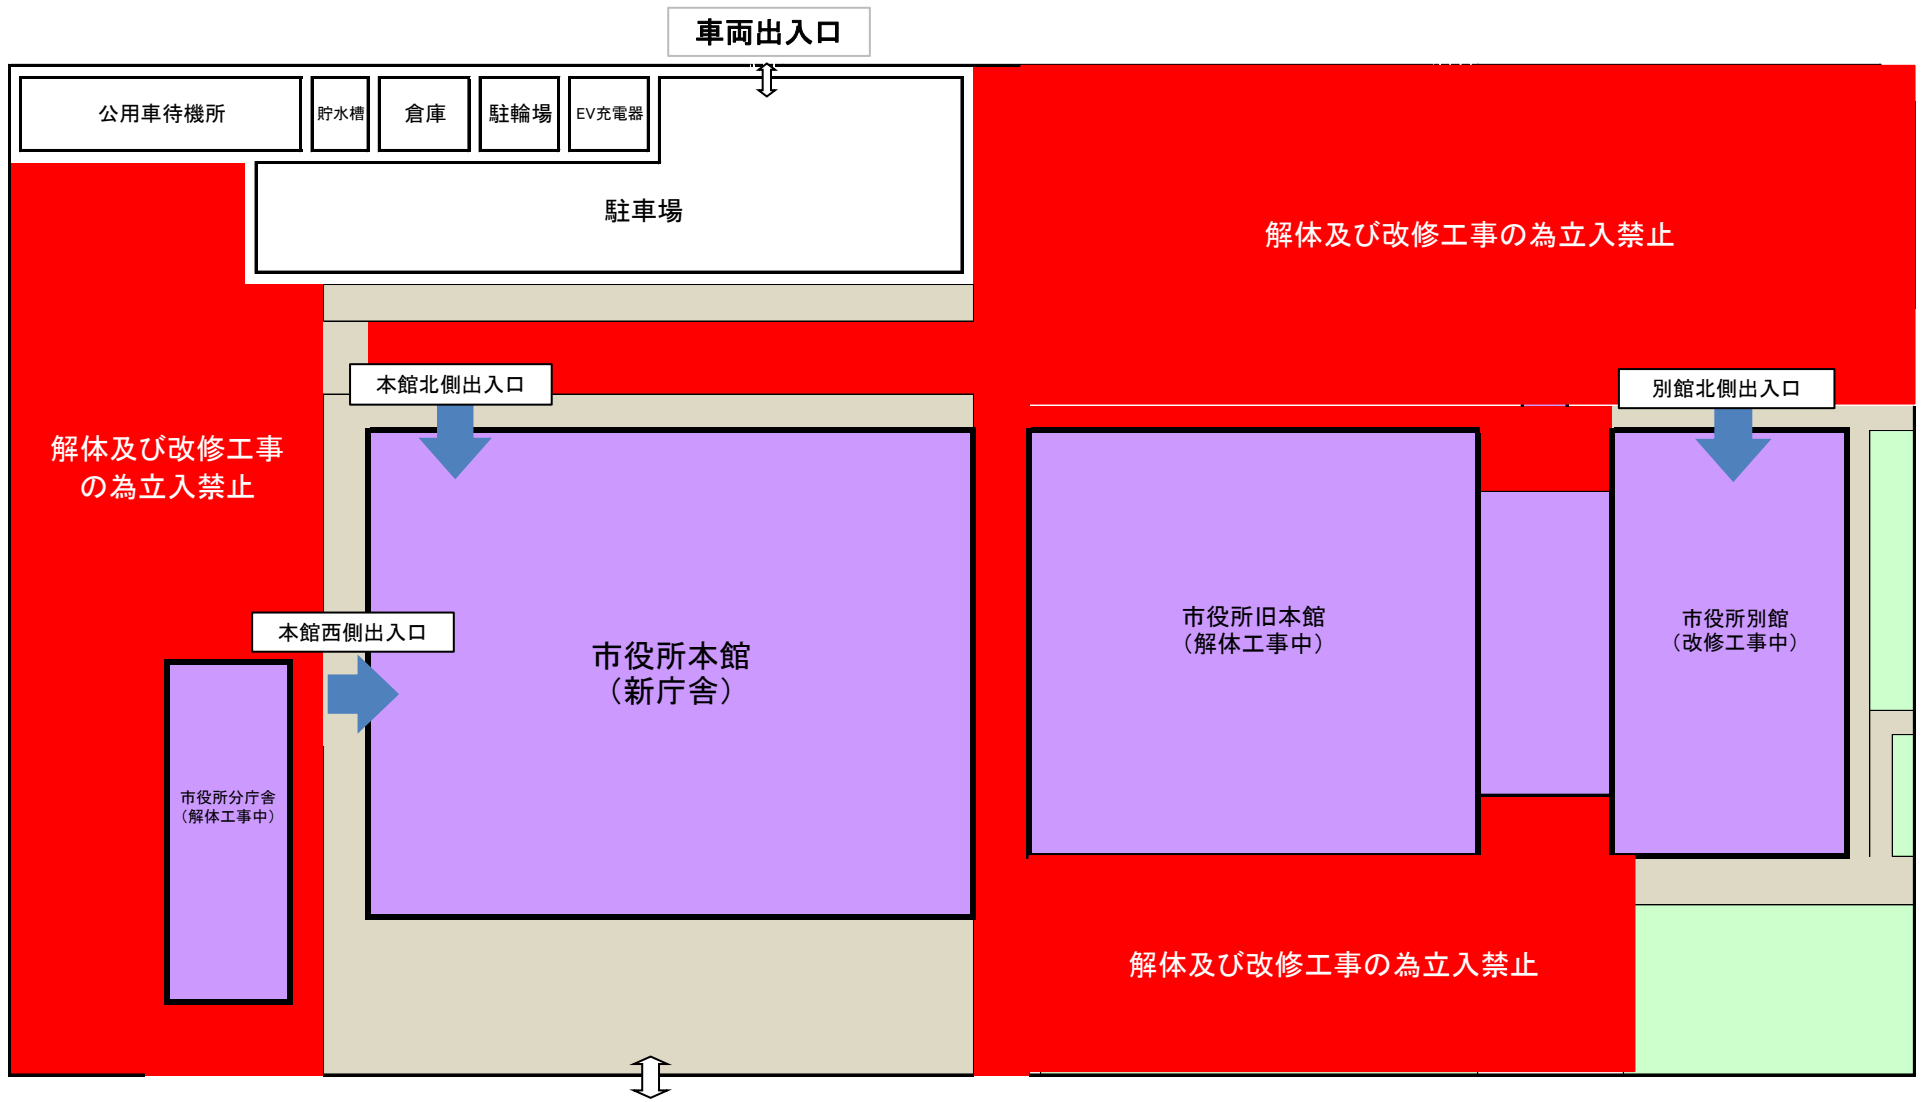 車両出入口
公用車待機所
貯水槽
倉庫
駐輪場
EV充電器
駐車場
解体及び改修工事の為立入禁止
本館北側出入口
別館北側出入口
解体及び改修工事
の為立入禁止
本館西側出入口
市役所本館
（新庁舎）
市役所旧本館
（解体工事中）
市役所別館
（改修工事中）
市役所分庁舎
（解体工事中）
解体及び改修工事の為立入禁止